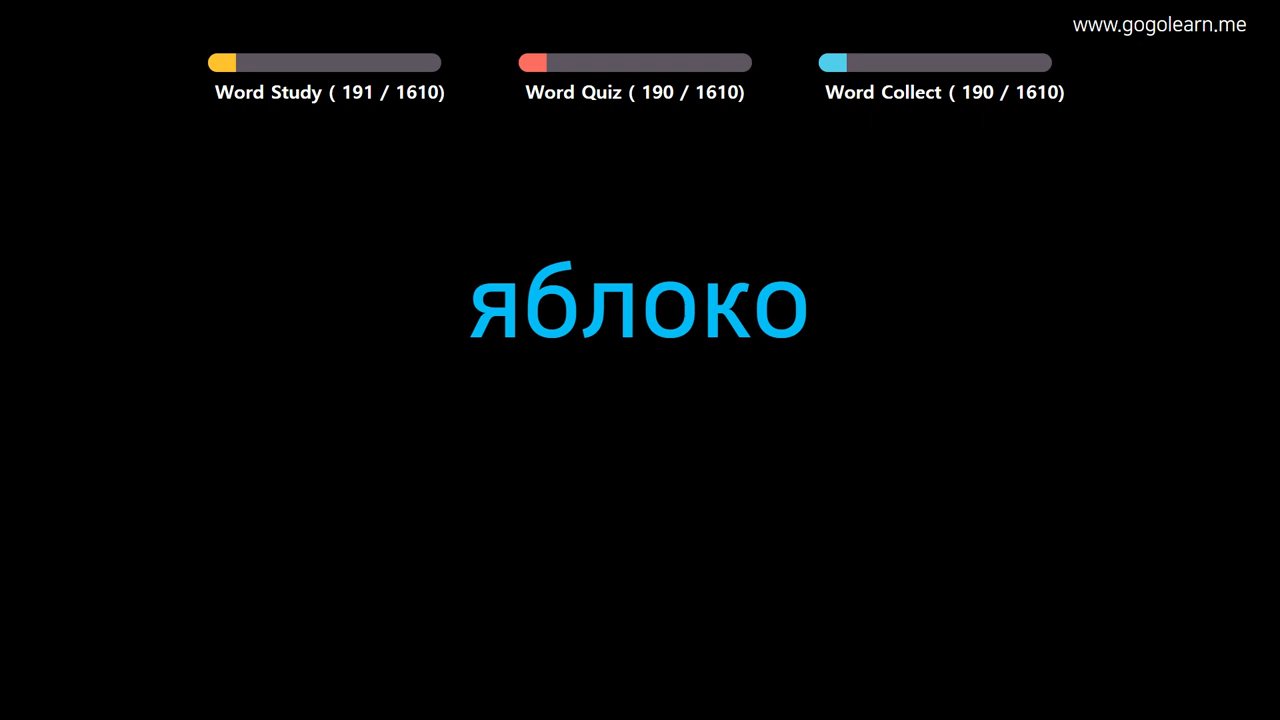 www.gogolearn.me
Word Study ( 191 / 1610)
Word Quiz ( 190 / 1610)
Word Collect ( 190 / 1610)
яблоко